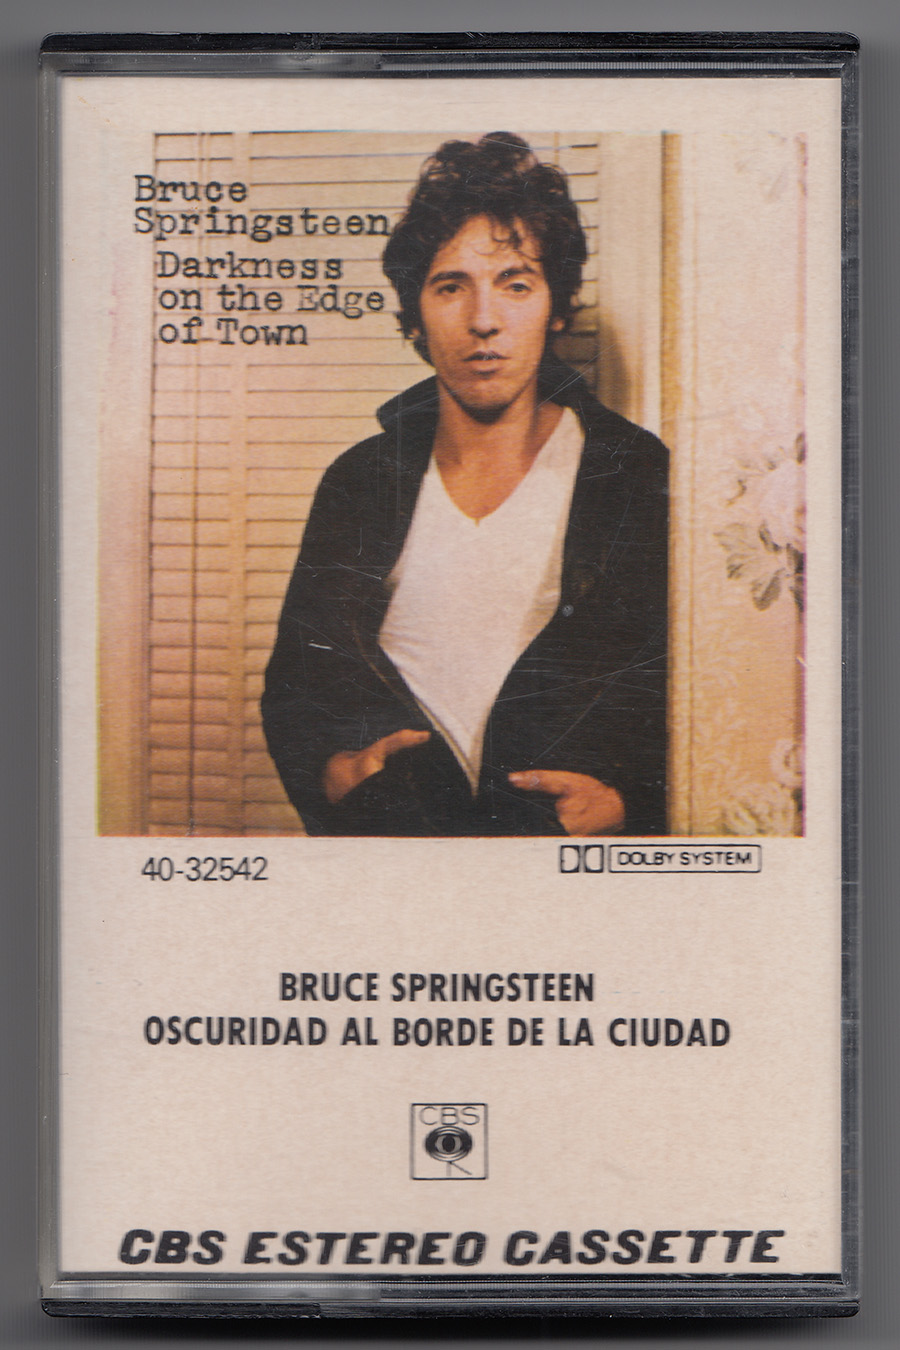 Bruce
Springsteen
Darkness
on the Edge
of Town
40-32542
DOLBY SYSTEM
BRUCE SPRINGSTEEN
OSCURIDAD AL BORDE DE LA CIUDAD
CBS
CBS ESTEREO CASSETTE